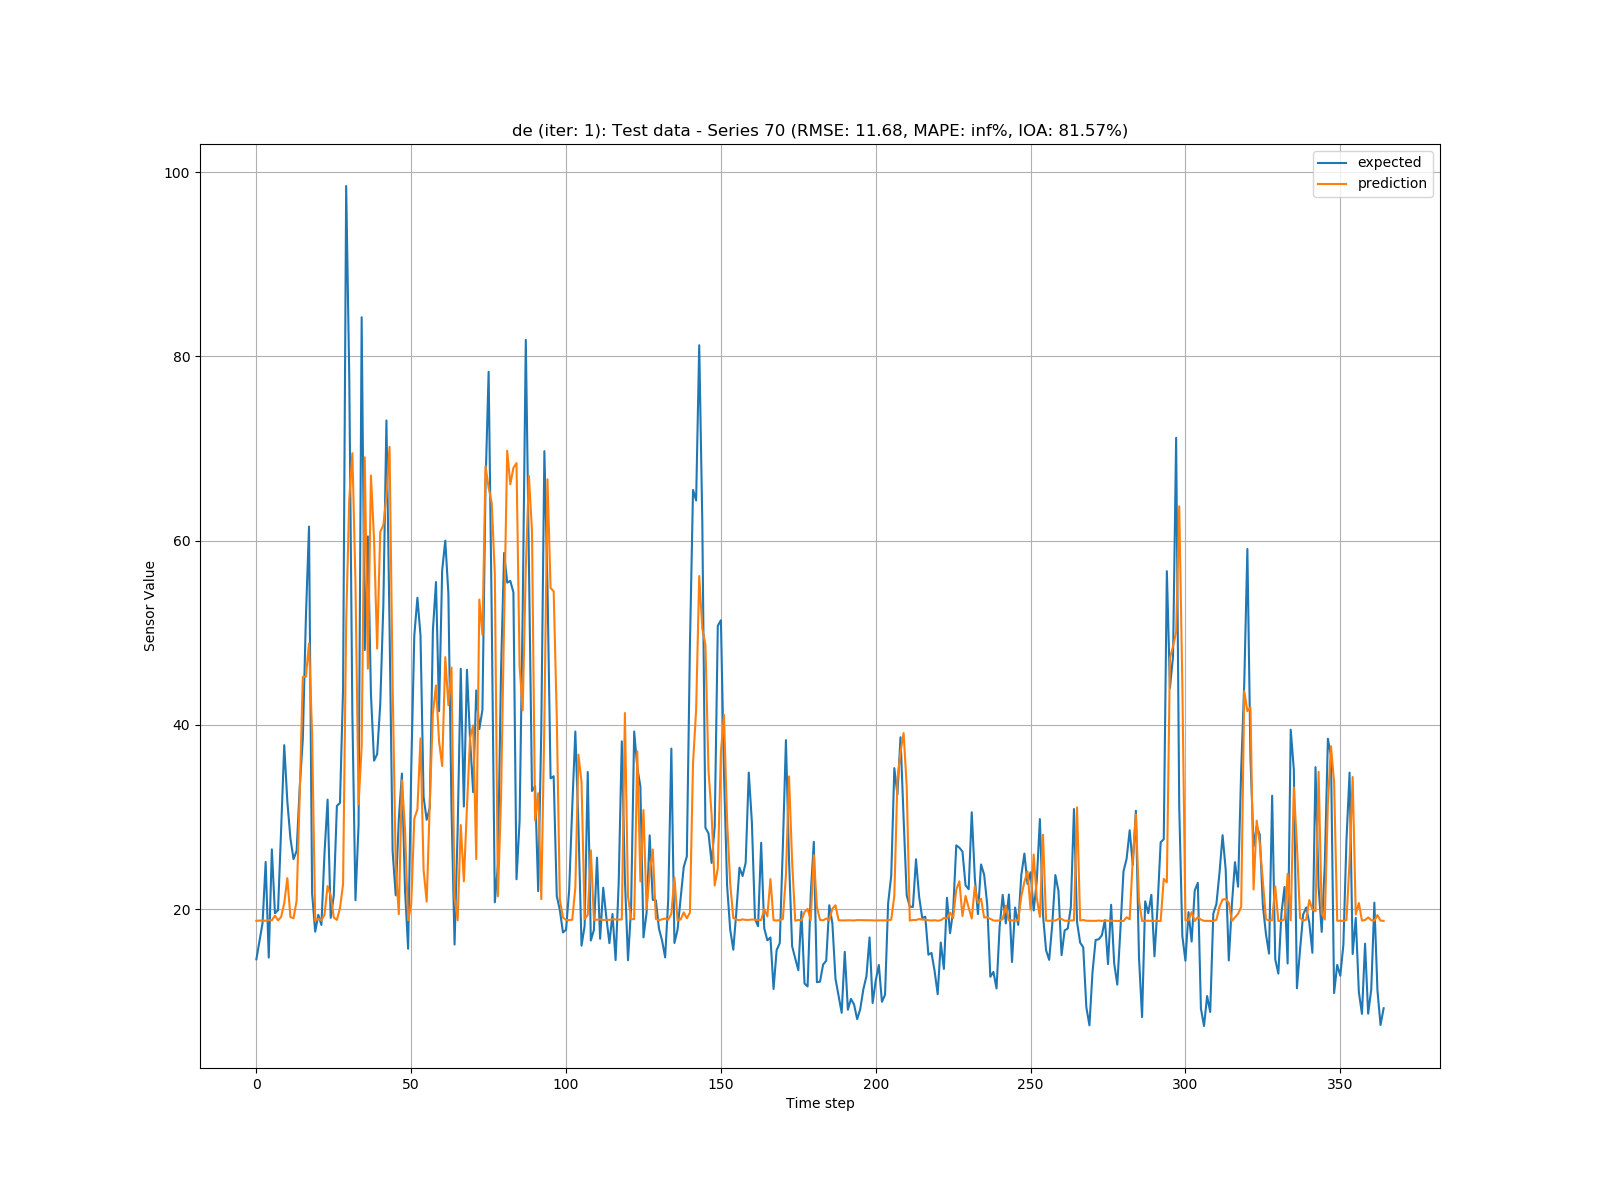 de (iter: 1): Test data - Series 70 (RMSE: 11.68, MAPE: inf%, IOA: 81.57%)
expected
prediction
100
80
60
40
20
Sensor Value
0 50 100 150 200 250 300 350
Time step